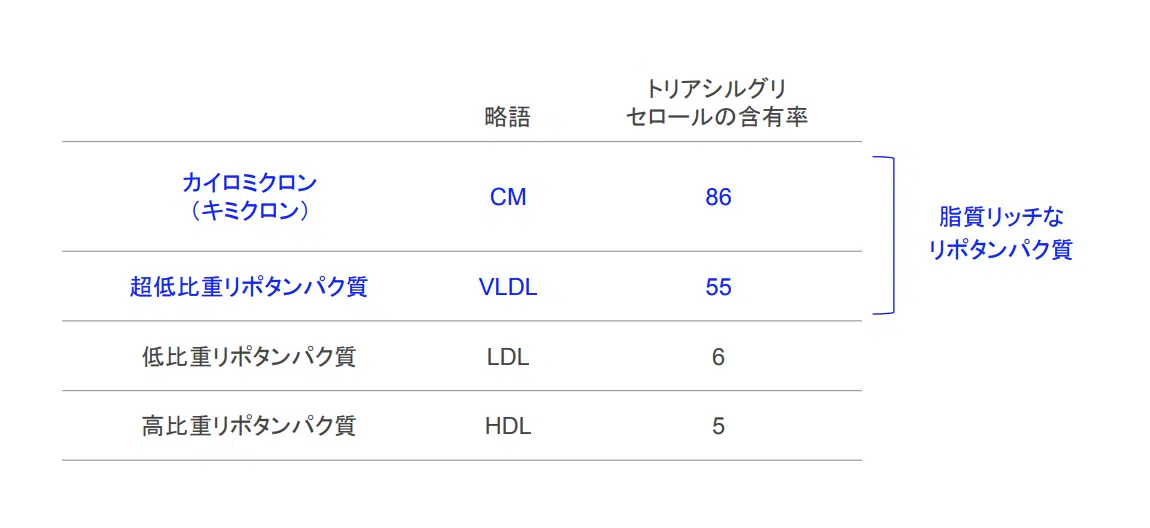 略語
トリアシルグリ
セロールの含有率
カイロミクロン
（キミクロン）
CM
86
脂質リッチな
リポタンパク質
超低比重リポタンパク質
VLDL
55
低比重リポタンパク質
LDL
6
高比重リポタンパク質
HDL
5